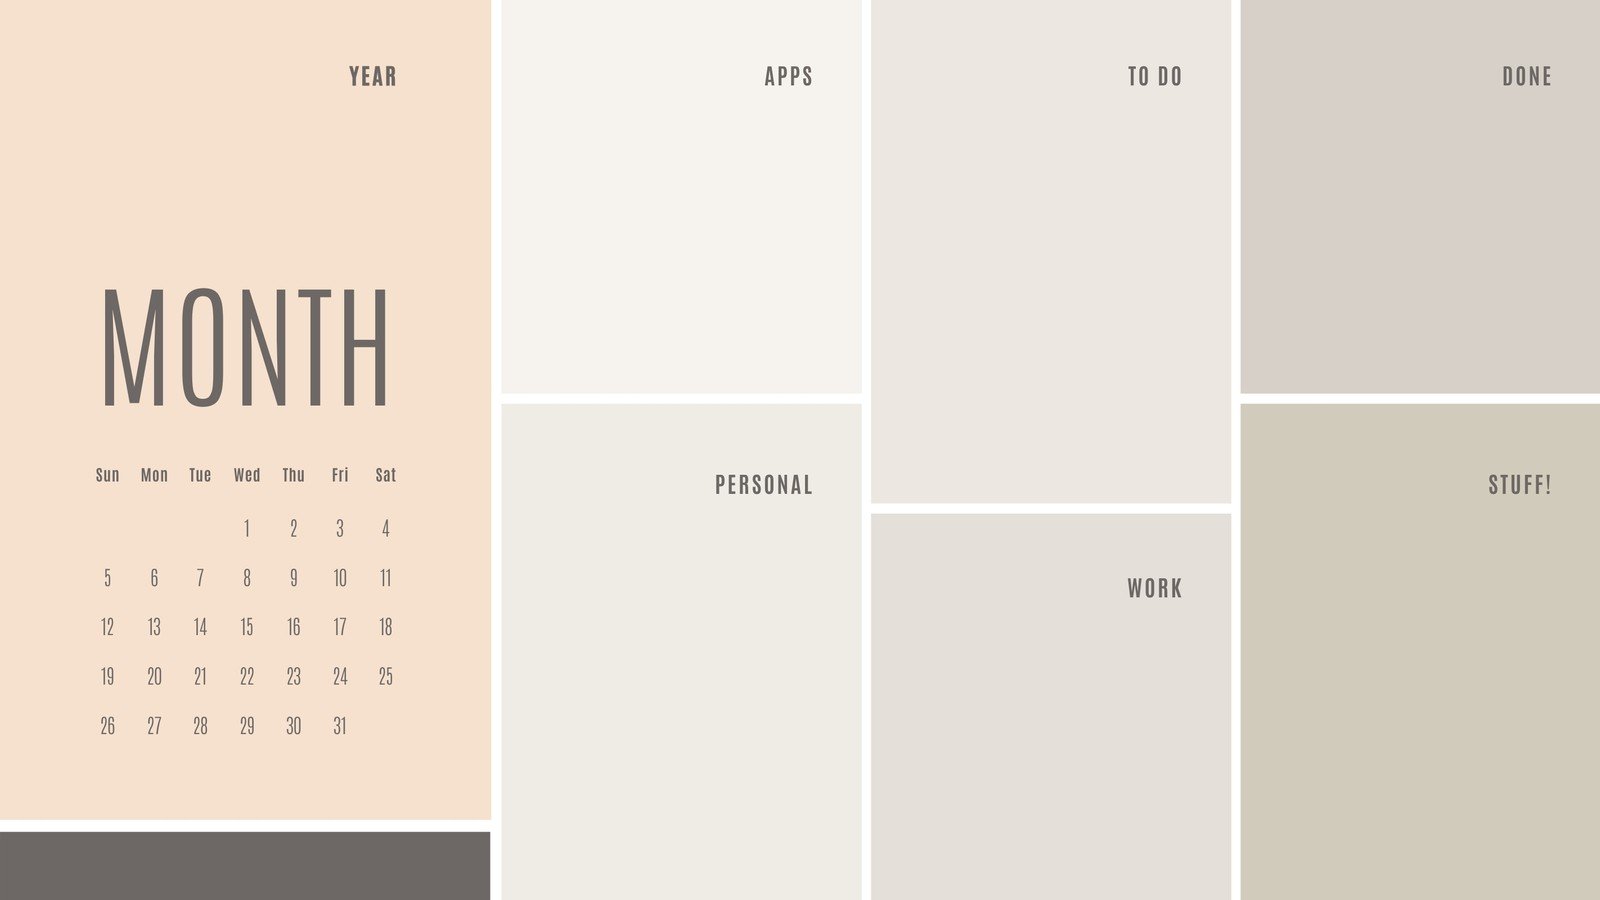 YEAR
MONTH
Sun Mon Tue Wed Thu Fri Sat
1 2 3 4
5 6 7 8 9 10 11
12 13 14 15 16 17 18
19 20 21 22 23 24 25
26 27 28 29 30 31
APPS
PERSONAL
TO DO
WORK
DONE
STUFF!